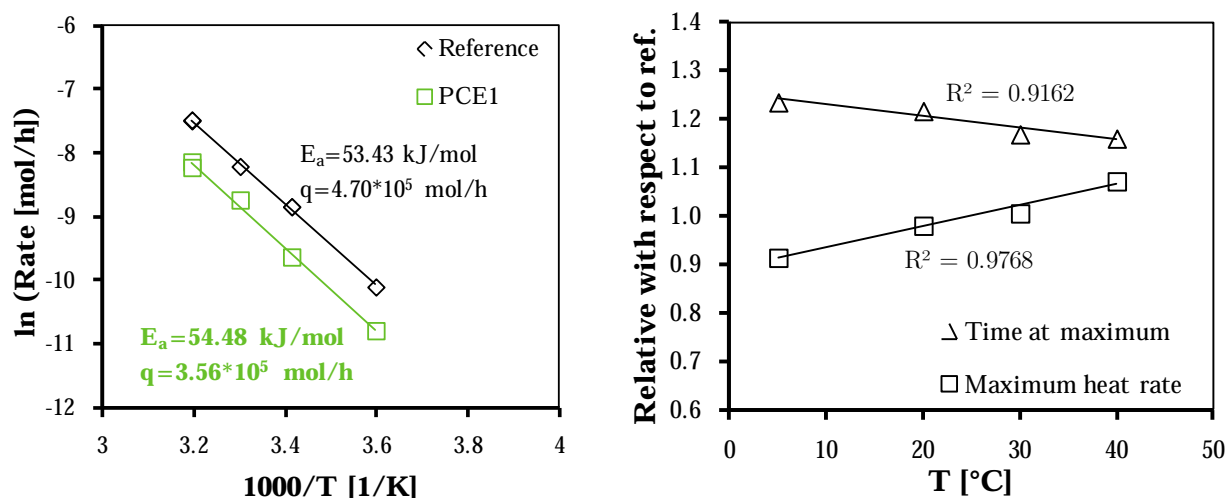 -6
-7
-8
-9
-10
-11
-12
3
3.2
3.4
3.6
3.8
4
ln (Rate [mol/h])
1000/T [1/K]
Reference
PCE1
Eₐ=53.43 kJ/mol
q=4.70*10⁵ mol/h
Eₐ=54.48 kJ/mol
q=3.56*10⁵ mol/h
1.4
1.3
1.2
1.1
1.0
0.9
0.8
0.7
0.6
0
10
20
30
40
50
Relative with respect to ref.
T [°C]
R² = 0.9162
R² = 0.9768
Time at maximum
Maximum heat rate